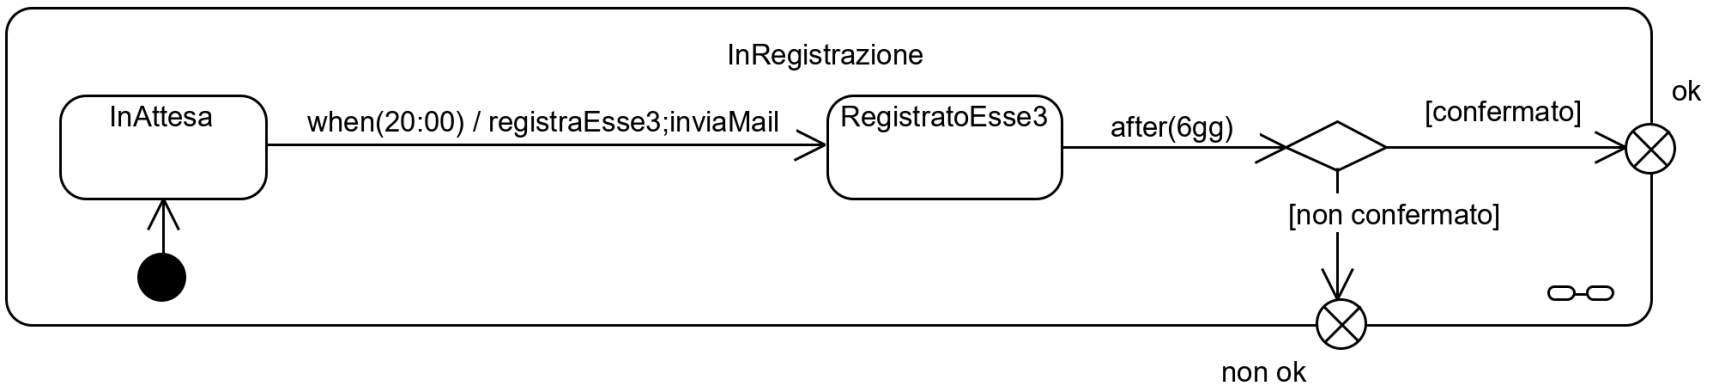 InRegistrazione
ok
InAttesa
when(20:00) / registraEsse3;inviaMail
RegistratoEsse3
after(6gg)
[confermato]
[non confermato]
non ok